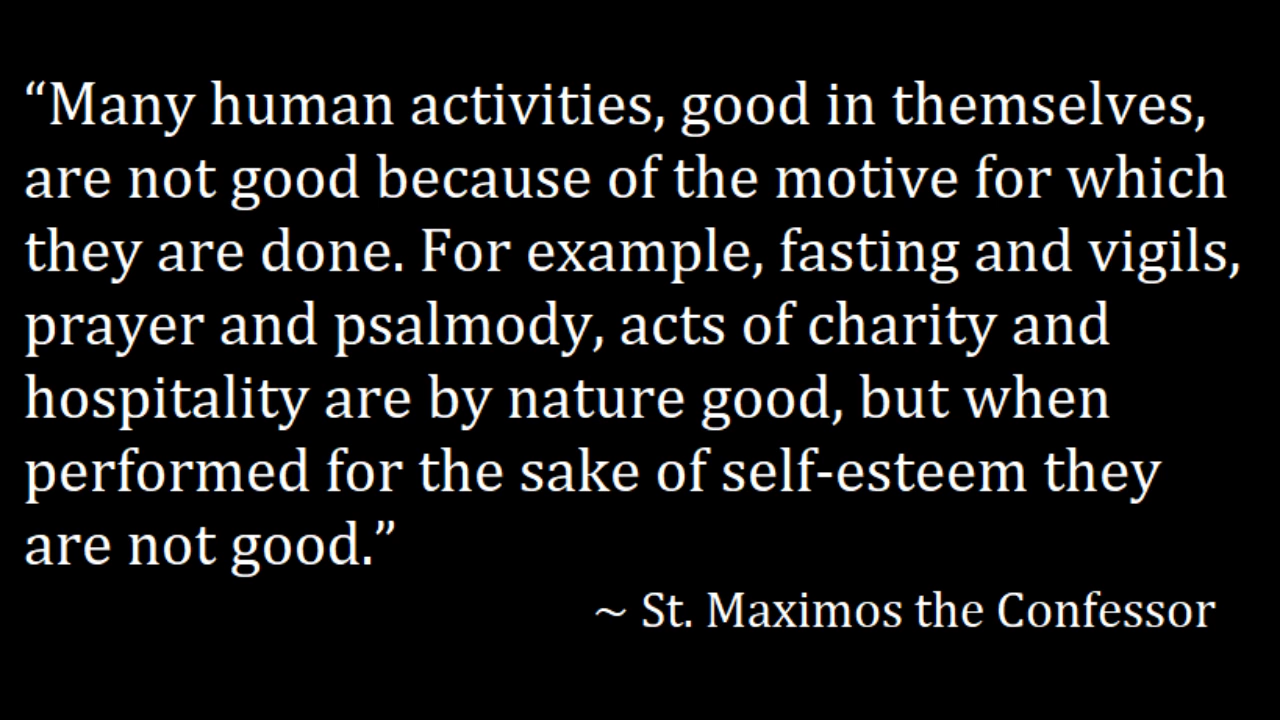 “Many human activities, good in themselves,
are not good because of the motive for which
they are done. For example, fasting and vigils,
prayer and psalmody, acts of charity and
hospitality are by nature good, but when
performed for the sake of self-esteem they
are not good.”
~ St. Maximos the Confessor